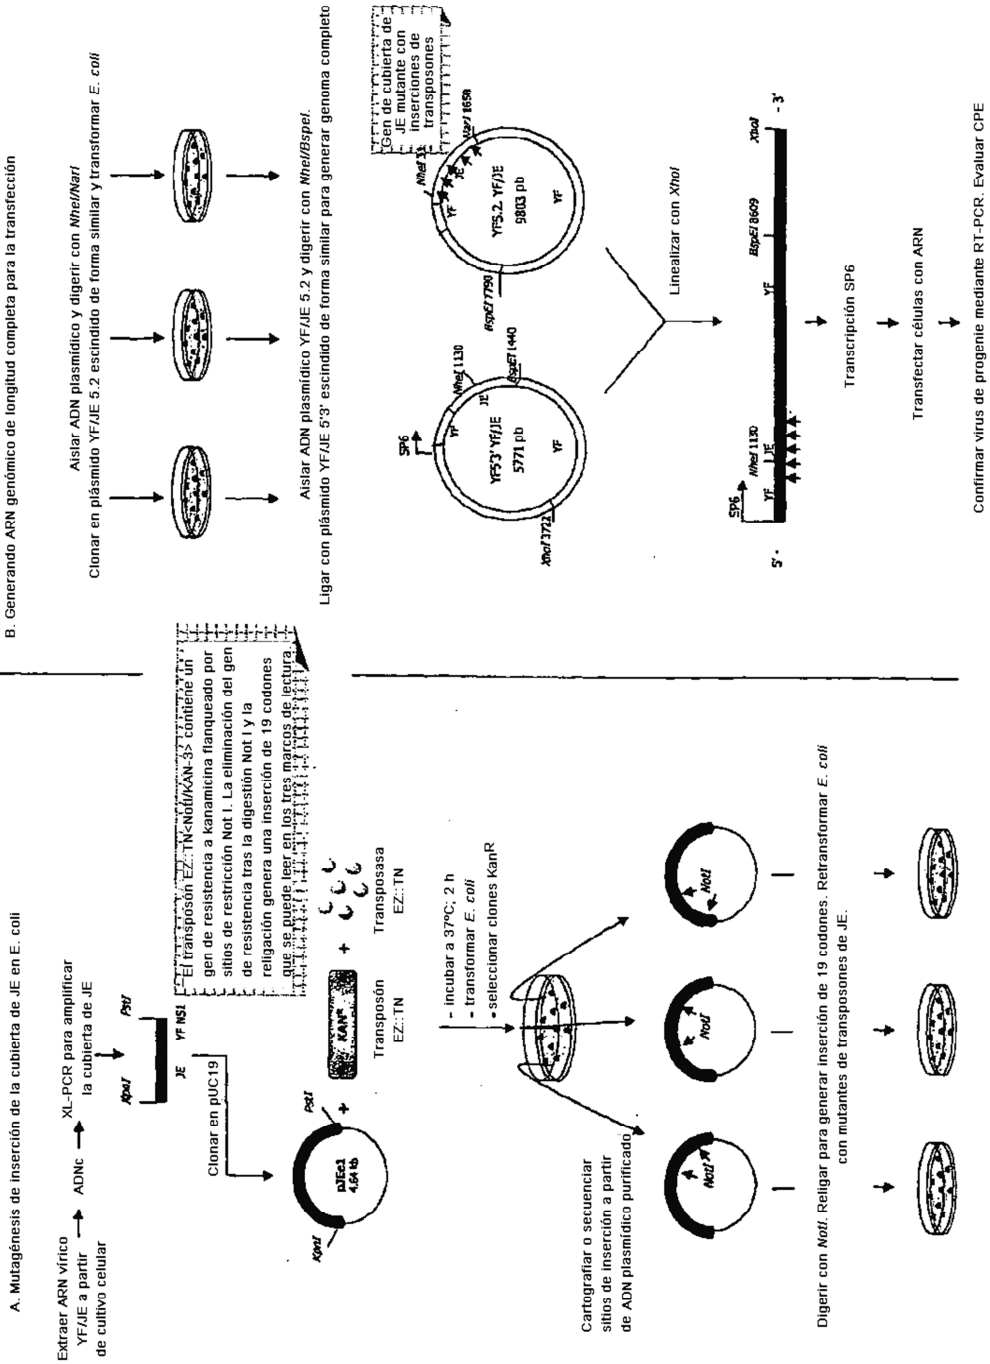 A. Mutagénesis de inserción de la cubierta de JE en E. coli
Extraer ARN vírico
YF/JE a partir
de cultivo celular
ADNc
XL-PCR para amplificar
la cubierta de JE
KpnI
PstI
JE
YF NS1
El transposón EZ::TN<NotI/KAN-3> contiene un
gen de resistencia a kanamicina flanqueado por
sitios de restricción Not I. La eliminación del gen
de resistencia tras la digestión Not I y la
religación genera una inserción de 19 codones
que se puede leer en los tres marcos de lectura.
Clonar en pUC19
KpnI
PstI
pJEe1
4,64 kb
+
KANR
+
Transposón
EZ::TN
Transposasa
EZ::TN
- incubar a 37ºC; 2 h
- transformar E. coli
• seleccionar clones KanR
Cartografiar o secuenciar
sitios de inserción a partir
de ADN plasmídico purificado
NotI
NotI
NotI
Digerir con NotI. Religar para generar inserción de 19 codones. Retransformar E. coli
con mutantes de transposones de JE.
B. Generando ARN genómico de longitud completa para la transfección
Aislar ADN plasmídico y digerir con NheI/NarI
Clonar en plásmido YF/JE 5.2 escindido de forma similar y transformar E. coli
Aislar ADN plasmídico YF/JE 5.2 y digerir con NheI/BspeI.
Ligar con plásmido YF/JE 5'3' escindido de forma similar para generar genoma completo
Gen de cubierta de
JE mutante con
inserciones de
transposones
SP6
YF
NheI 1130
JE
BspEI 1440
YF5'3' YF/JE
5771 pb
YF
XhoI 3722
NheI
NarI 1658
YF
JE
YF5.2. YF/JE
9803 pb
YF
BspEI 7790
Linealizar con XhoI
SP6
5' -
YF
NheI 1130
JE
YF
BspEI 8609
XhoI
- 3'
Transcripción SP6
Transfectar células con ARN
Confirmar virus de progenie mediante RT-PCR. Evaluar CPE